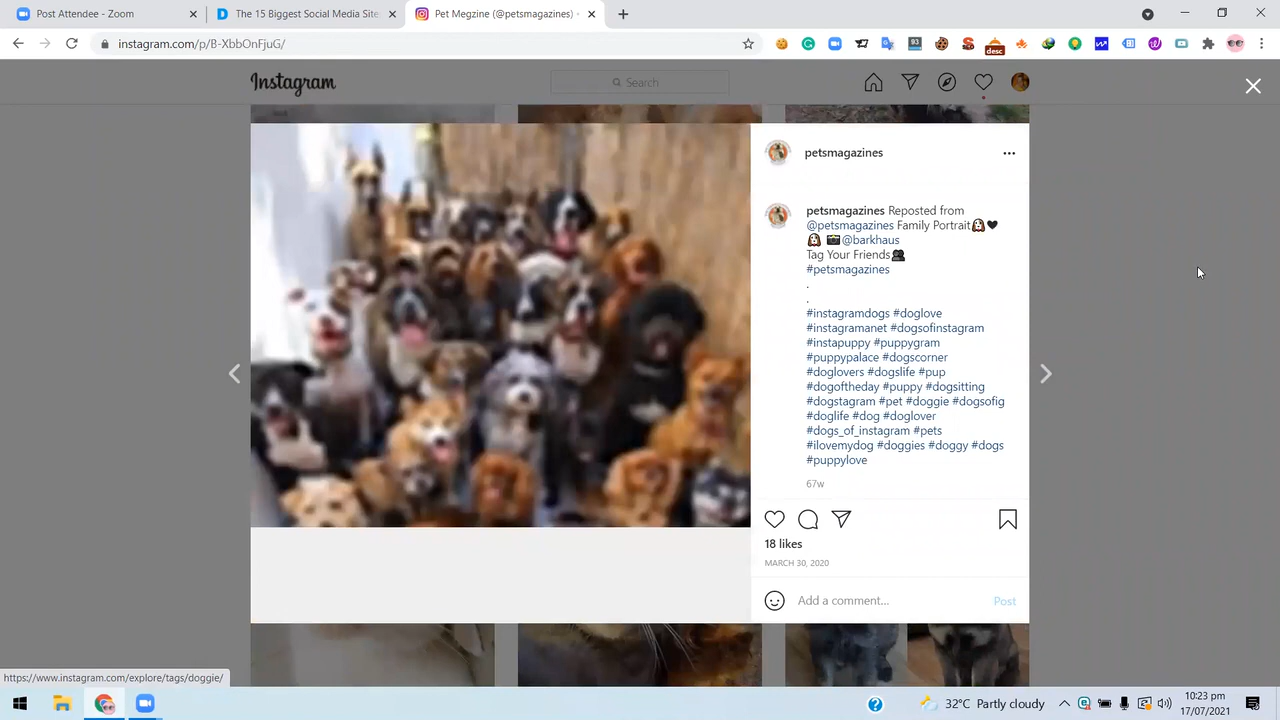 Post Attendee - Zoom
The 15 Biggest Social Media Site
Pet Megzine (@petsmagazines) •
instagram.com/p/B_XbbOnFjuG/
93
desc
Instagram
Search
petsmagazines
petsmagazines Reposted from
@petsmagazines Family Portrait🐶🖤
🐶 📸@barkhaus
Tag Your Friends👥
#petsmagazines
.
.
#instagramdogs #doglove
#instagramanet #dogsofinstagram
#instapuppy #puppygram
#puppypalace #dogscorner
#doglovers #dogslife #pup
#dogoftheday #puppy #dogsitting
#dogstagram #pet #doggie #dogsofig
#doglife #dog #doglover
#dogs_of_instagram #pets
#ilovemydog #doggies #doggy #dogs
#puppylove
67w
18 likes
MARCH 30, 2020
Add a comment...
Post
https://www.instagram.com/explore/tags/doggie/
32°C Partly cloudy
10:23 pm
17/07/2021